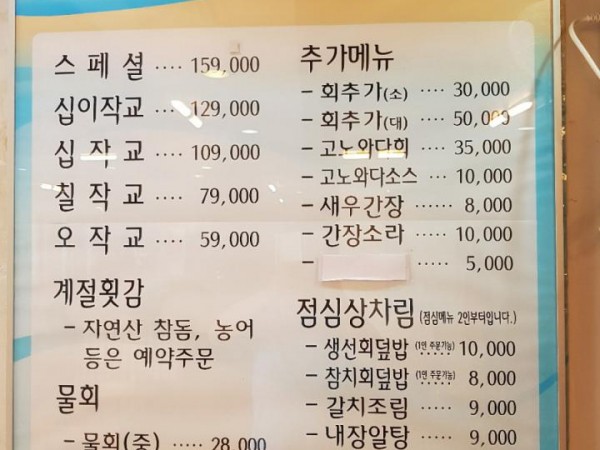 스페셜 ···· 159,000
십이작교 ···· 129,000
십 작 교 ···· 109,000
칠 작 교 ···· 79,000
오 작 교 ···· 59,000
계절횟감
- 자연산 참돔, 농어
등은 예약주문
물회
- 물회(중) ····· 28,000
추가메뉴
- 회추가(소) ···· 30,000
- 회추가(대) ···· 50,000
- 고노와다회 ···· 35,000
- 고노와다소스 ··· 10,000
- 새우간장 ······ 8,000
- 간장소라 ····· 10,000
- ····· 5,000
점심상차림 (점심메뉴 2인부터입니다.)
- 생선회덮밥 (1인 주문가능) ····· 10,000
- 참치회덮밥 (1인 주문가능) ····· 8,000
- 갈치조림 ····· 9,000
- 내장알탕 ····· 9,000